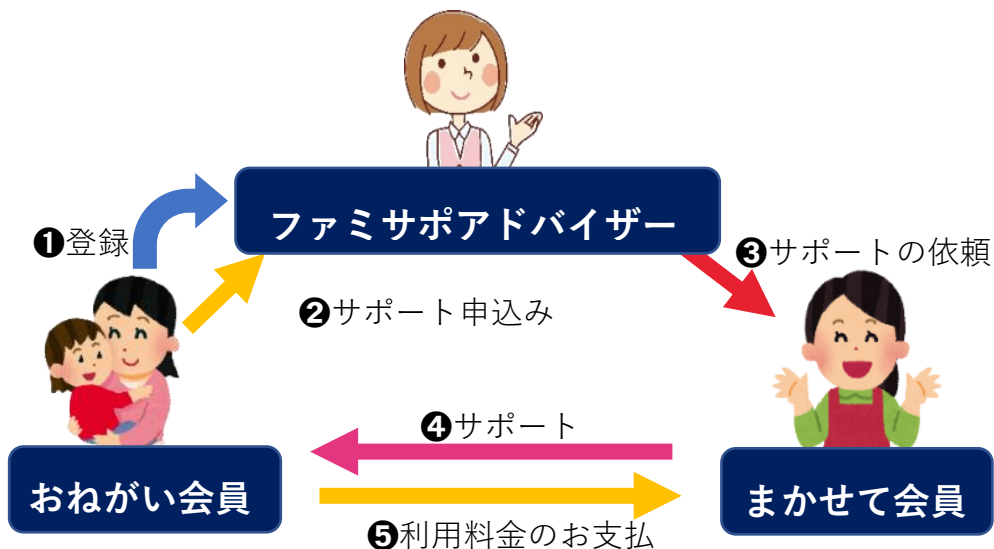 ファミサポアドバイザー
❶登録
❸サポートの依頼
❷サポート申込み
❹サポート
おねがい会員
まかせて会員
❺利用料金のお支払